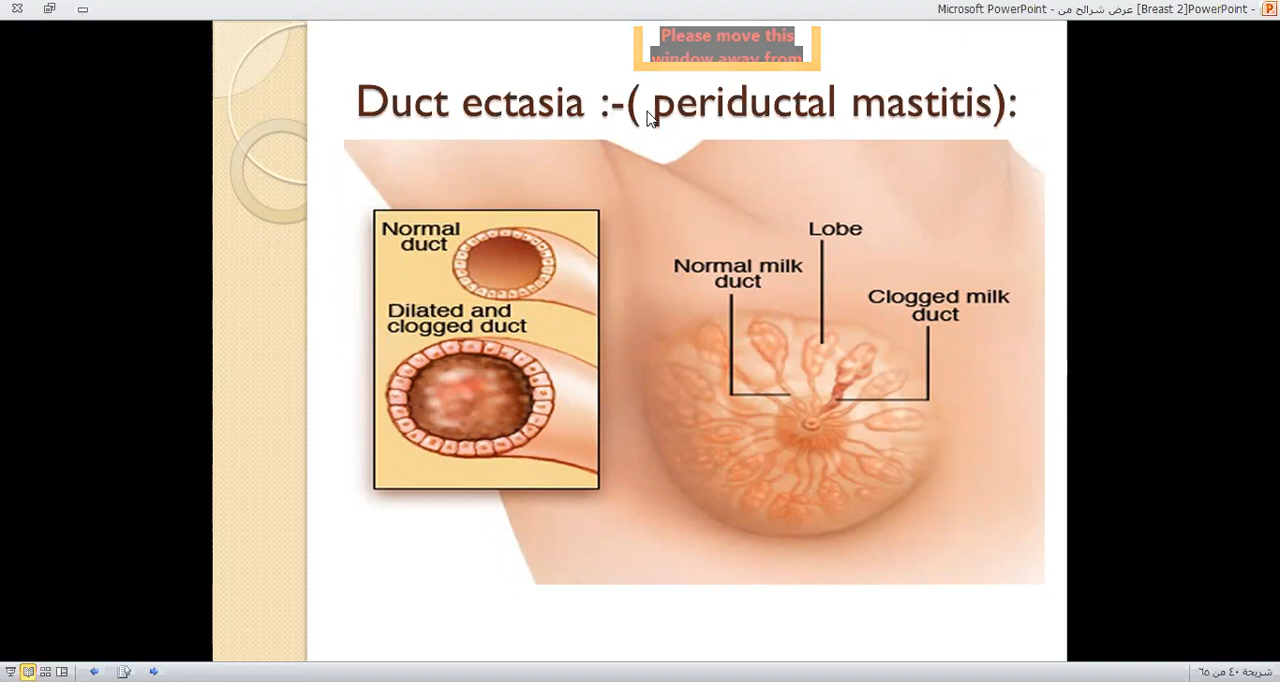 Microsoft PowerPoint - عرض شرائح من [Breast 2]PowerPoint -
Please move this
window away from
Duct ectasia :-( periductal mastitis):
Normal
duct
Dilated and
clogged duct
Lobe
Normal milk
duct
Clogged milk
duct
شريحة ٤٠ من ٦٥